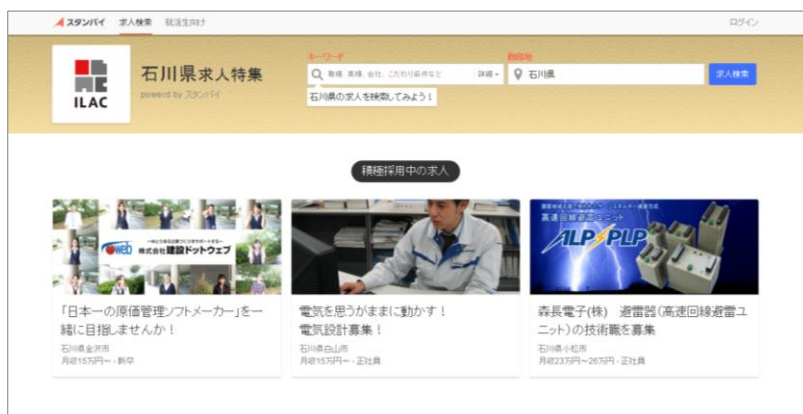 スタンバイ 求人検索 就活生向け ログイン
ILAC
石川県求人特集
powerd by スタンバイ
キーワード
職種、業種、会社、こだわり条件など 詳細
勤務地
石川県
求人検索
石川県の求人を検索してみよう！
積極採用中の求人
web 株式会社建設ドットウェブ
高速回線避雷ユニット
ALP PLP
「日本一の原価管理ソフトメーカー」を一
緒に目指しませんか！
石川県金沢市
月収15万円～ - 新卒
電気を思うがままに動かす！
電気設計募集！
石川県白山市
月収15万円～ - 正社員
森長電子(株)　避雷器(高速回線避雷ユ
ニット)の技術職を募集
石川県小松市
月収23万円～26万円 - 正社員